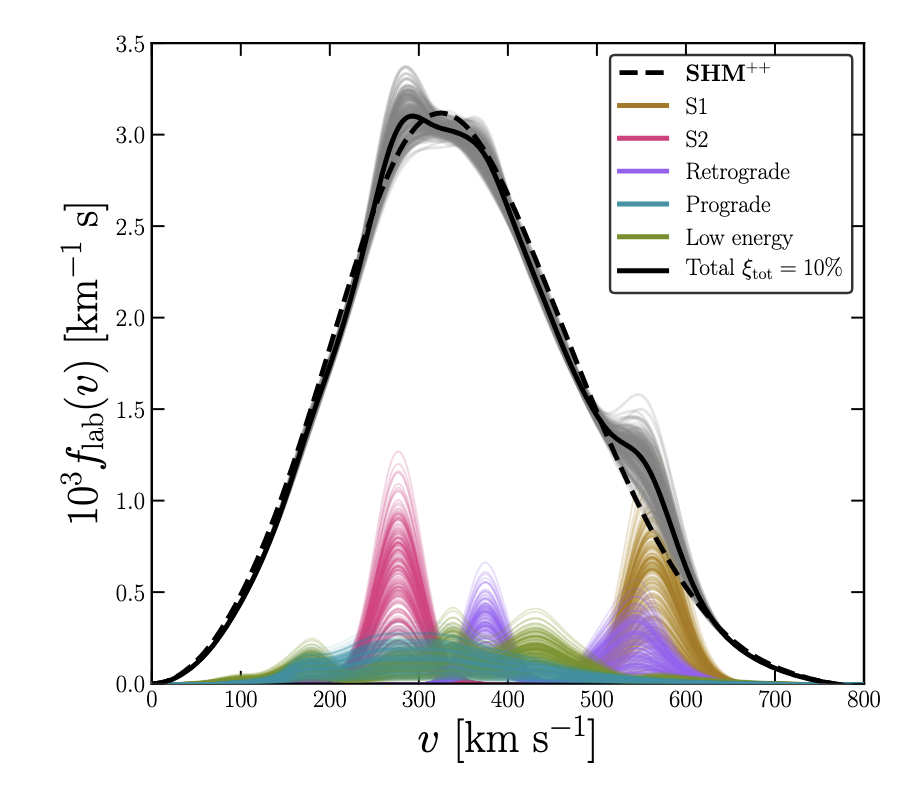 3.5
3.0
2.5
2.0
1.5
1.0
0.5
0.0
10³f_lab(v) [km⁻¹ s]
SHM⁺⁺
S1
S2
Retrograde
Prograde
Low energy
Total ξ_tot = 10%
0 100 200 300 400 500 600 700 800
v [km s⁻¹]